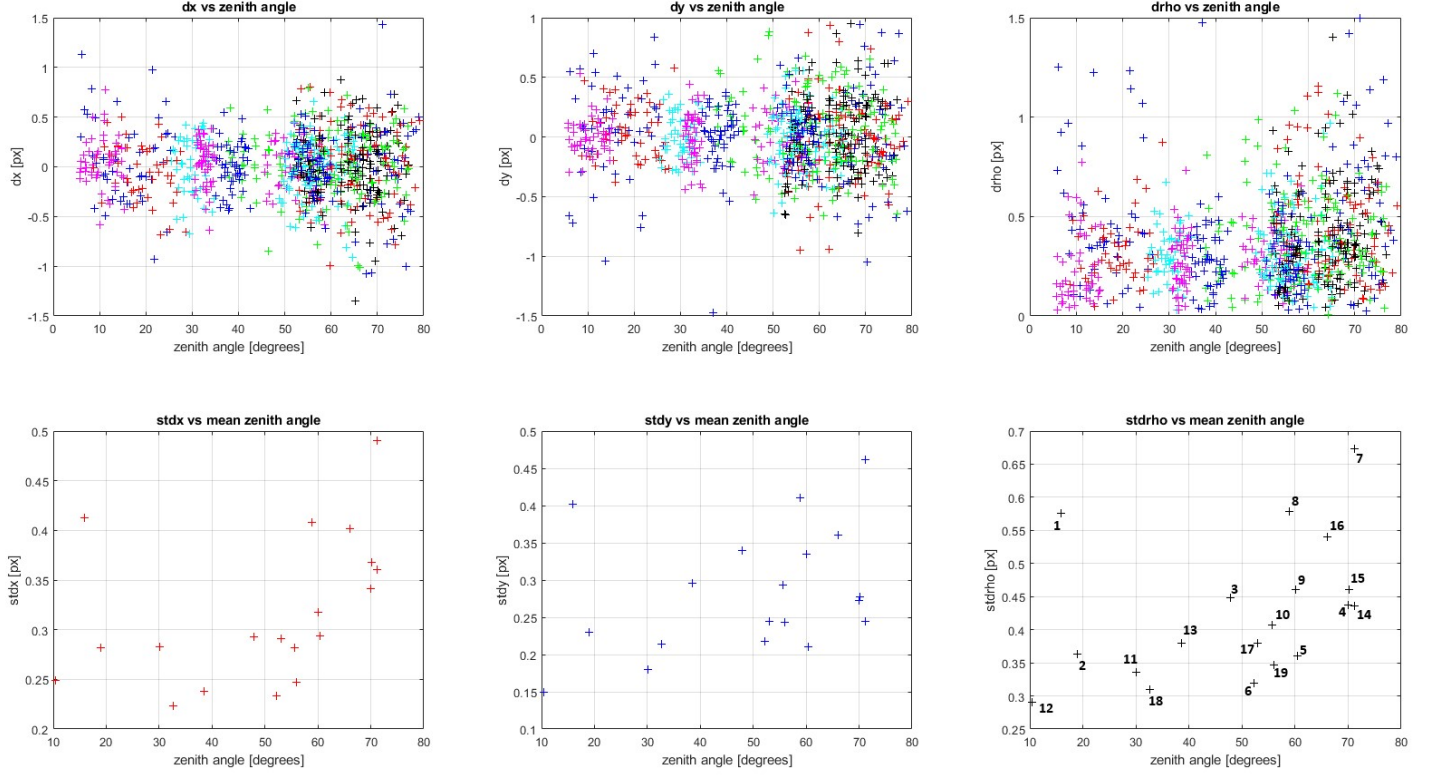 dx vs zenith angle
1.5
1
0.5
0
-0.5
-1
-1.5
dx [px]
0 10 20 30 40 50 60 70 80
zenith angle [degrees]
dy vs zenith angle
1
0.5
0
-0.5
-1
-1.5
dy [px]
0 10 20 30 40 50 60 70 80
zenith angle [degrees]
drho vs zenith angle
1.5
1
0.5
0
drho [px]
0 10 20 30 40 50 60 70 80
zenith angle [degrees]
stdx vs mean zenith angle
0.5
0.45
0.4
0.35
0.3
0.25
0.2
stdx [px]
10 20 30 40 50 60 70 80
zenith angle [degrees]
stdy vs mean zenith angle
0.5
0.45
0.4
0.35
0.3
0.25
0.2
0.15
0.1
stdy [px]
10 20 30 40 50 60 70 80
zenith angle [degrees]
stdrho vs mean zenith angle
0.7
0.65
0.6
0.55
0.5
0.45
0.4
0.35
0.3
0.25
stdrho [px]
7
8
1
16
3
9
15
4
14
10
13
17
2
11
5
19
6
18
12
10 20 30 40 50 60 70 80
zenith angle [degrees]